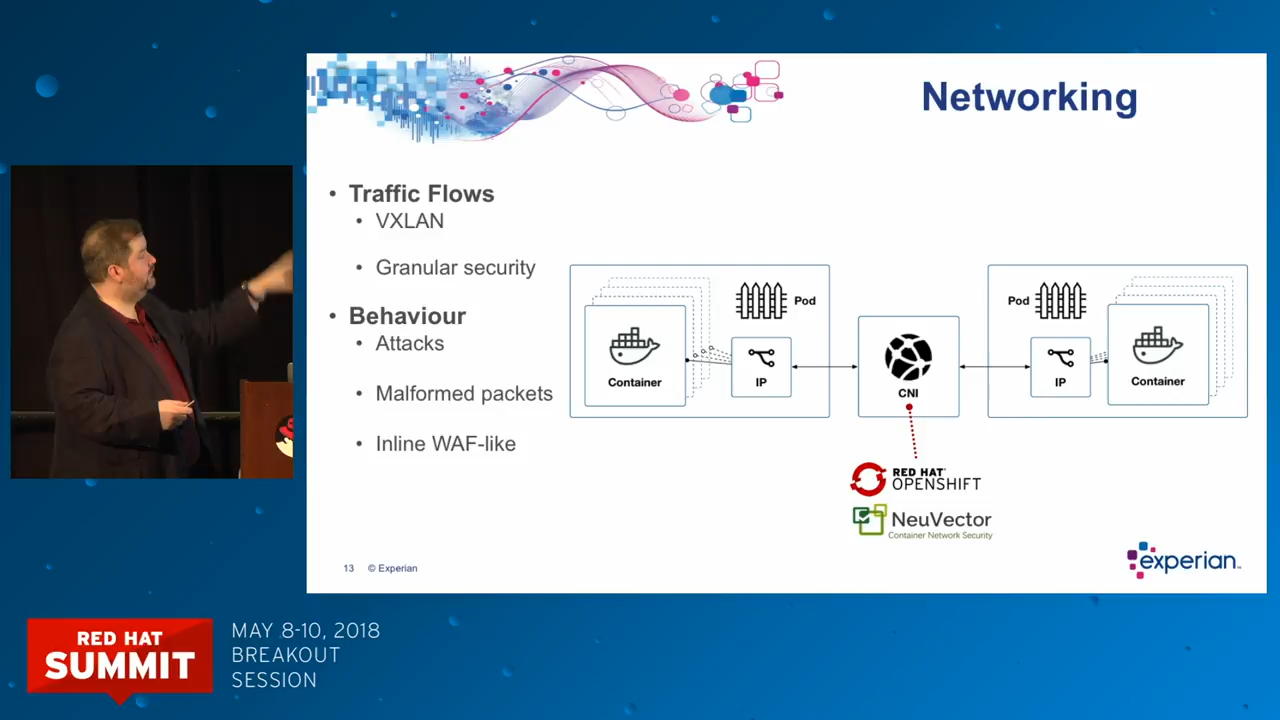 Networking
• Traffic Flows
• VXLAN
• Granular security
• Behaviour
• Attacks
• Malformed packets
• Inline WAF-like
Pod
Container
IP
CNI
Pod
IP
Container
RED HAT®
OPENSHIFT
NeuVector
Container Network Security
13 © Experian
experian™
RED HAT
SUMMIT
MAY 8-10, 2018
BREAKOUT
SESSION